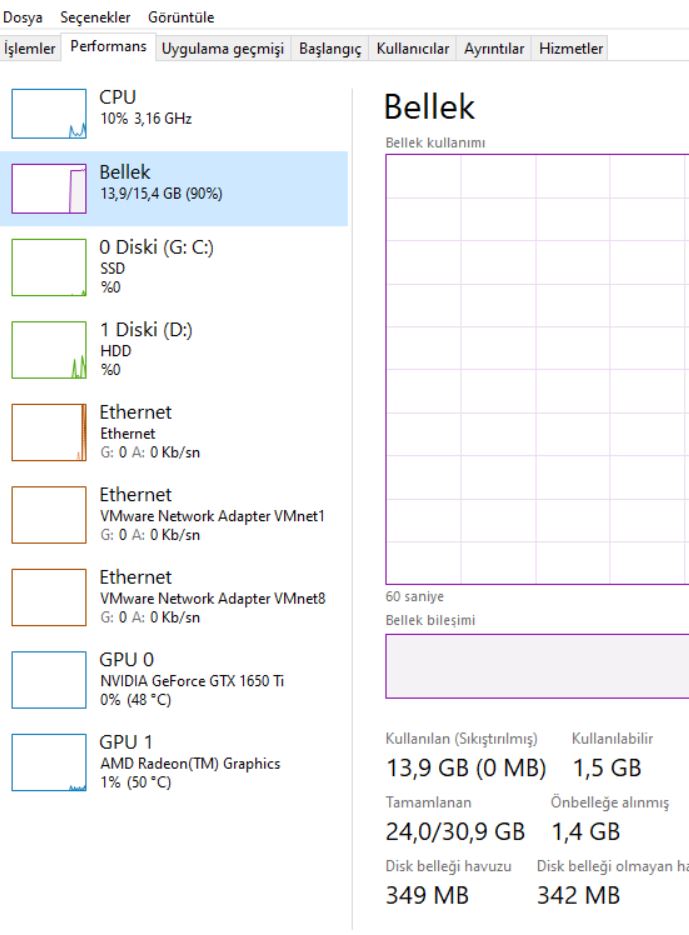 Dosya Seçenekler Görüntüle
İşlemler Performans Uygulama geçmişi Başlangıç Kullanıcılar Ayrıntılar Hizmetler
CPU
10% 3,16 GHz
Bellek
13,9/15,4 GB (90%)
0 Diski (G: C:)
SSD
%0
1 Diski (D:)
HDD
%0
Ethernet
Ethernet
G: 0 A: 0 Kb/sn
Ethernet
VMware Network Adapter VMnet1
G: 0 A: 0 Kb/sn
Ethernet
VMware Network Adapter VMnet8
G: 0 A: 0 Kb/sn
GPU 0
NVIDIA GeForce GTX 1650 Ti
0% (48 °C)
GPU 1
AMD Radeon(TM) Graphics
1% (50 °C)
Bellek
Bellek kullanımı
60 saniye
Bellek bileşimi
Kullanılan (Sıkıştırılmış) Kullanılabilir
13,9 GB (0 MB) 1,5 GB
Tamamlanan Önbelleğe alınmış
24,0/30,9 GB 1,4 GB
Disk belleği havuzu Disk belleği olmayan
349 MB 342 MB